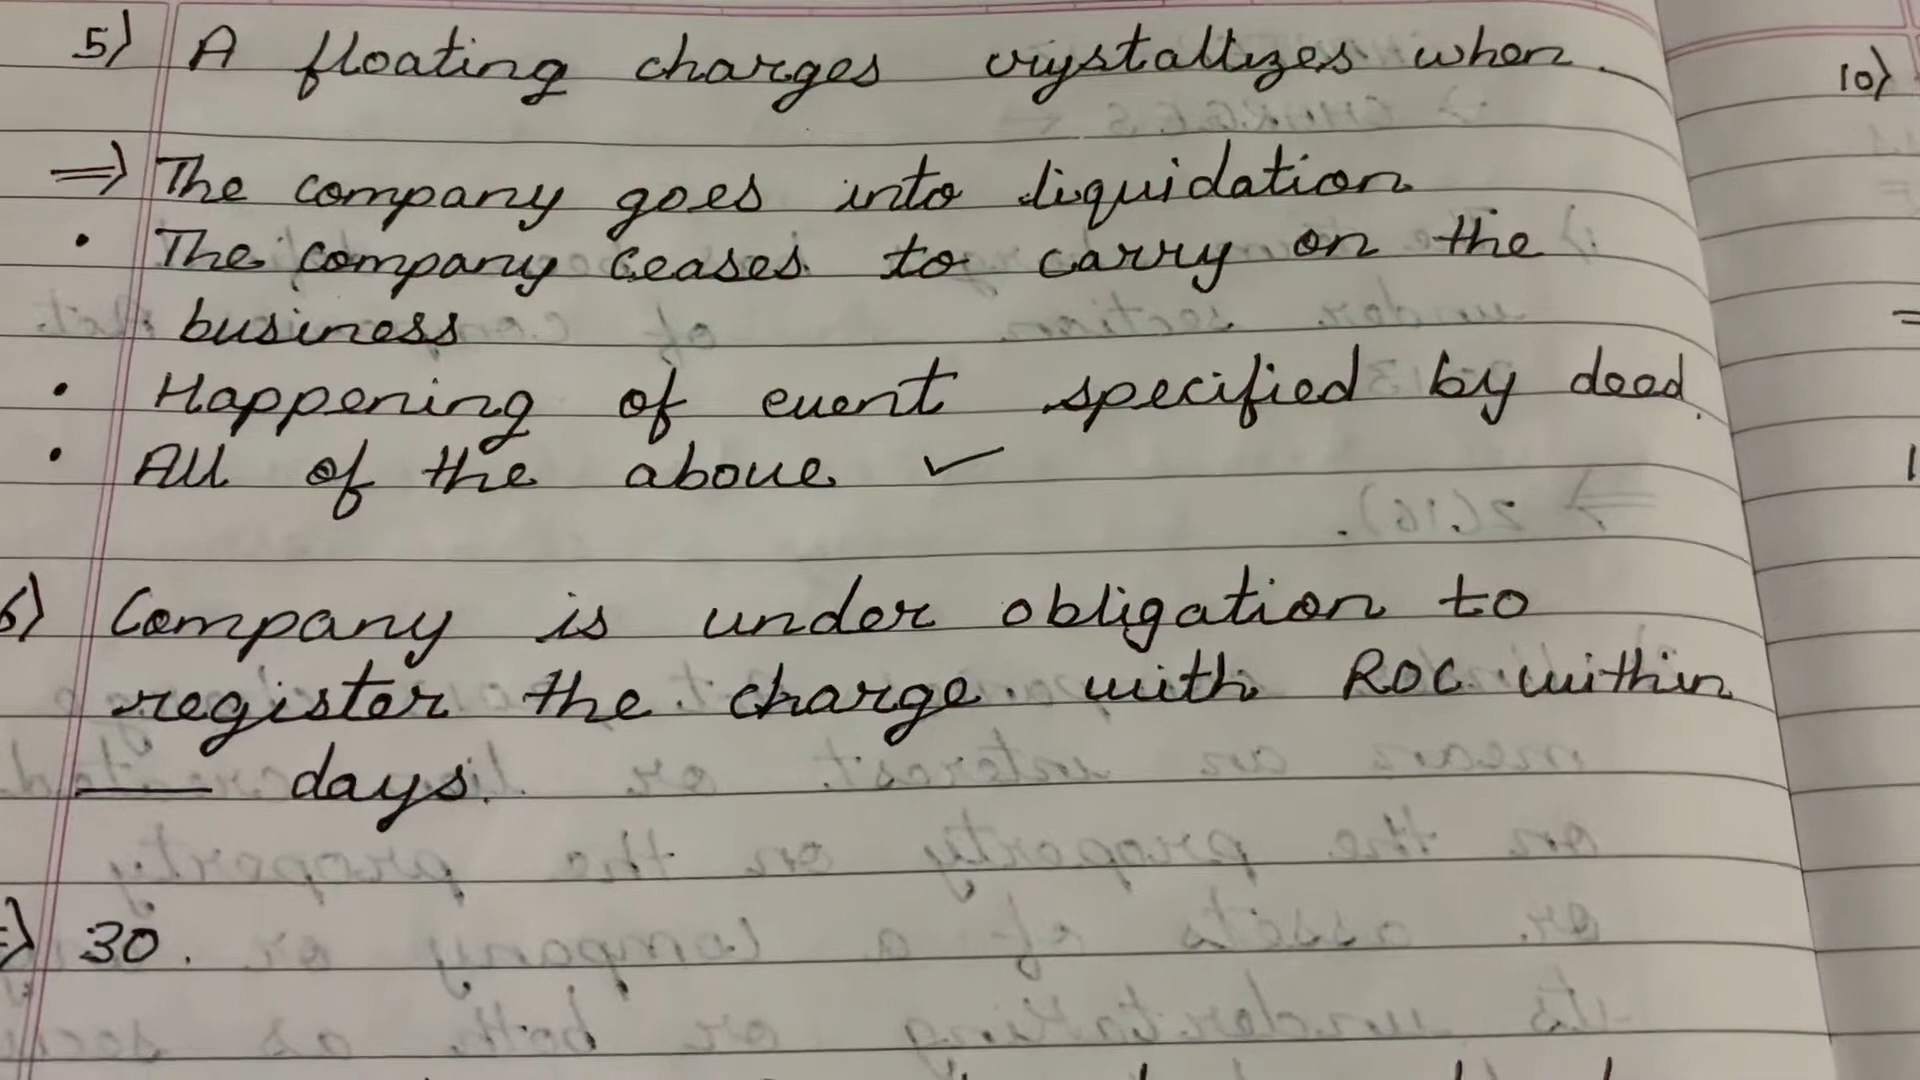 5) A floating charges crystallizes when
⇒ The company goes into liquidation
• The company ceases to carry on the
business
• Happening of event specified by deed.
• All of the above ✓
6) Company is under obligation to
register the charge with ROC within
____ days.
⇒ 30.
10)